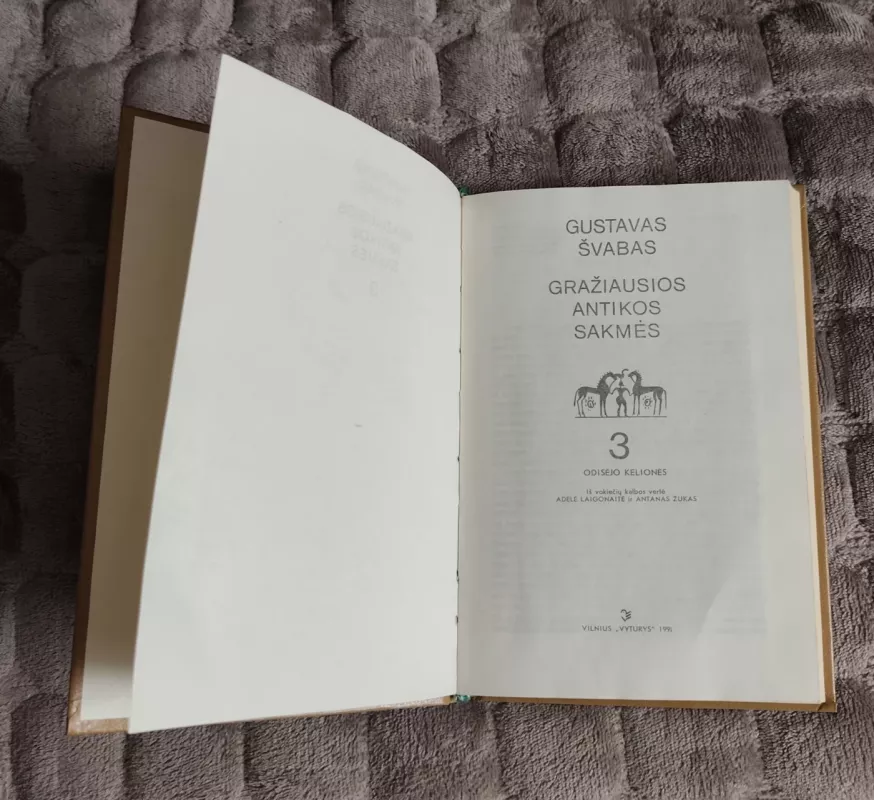 GUSTAVAS
ŠVABAS
GRAŽIAUSIOS
ANTIKOS
SAKMĖS
3
ODISĖJO KELIONĖS
Iš vokiečių kalbos vertė
ADELĖ LAIGONAITĖ ir ANTANAS ŽUKAS
VILNIUS „VYTURYS“ 1991